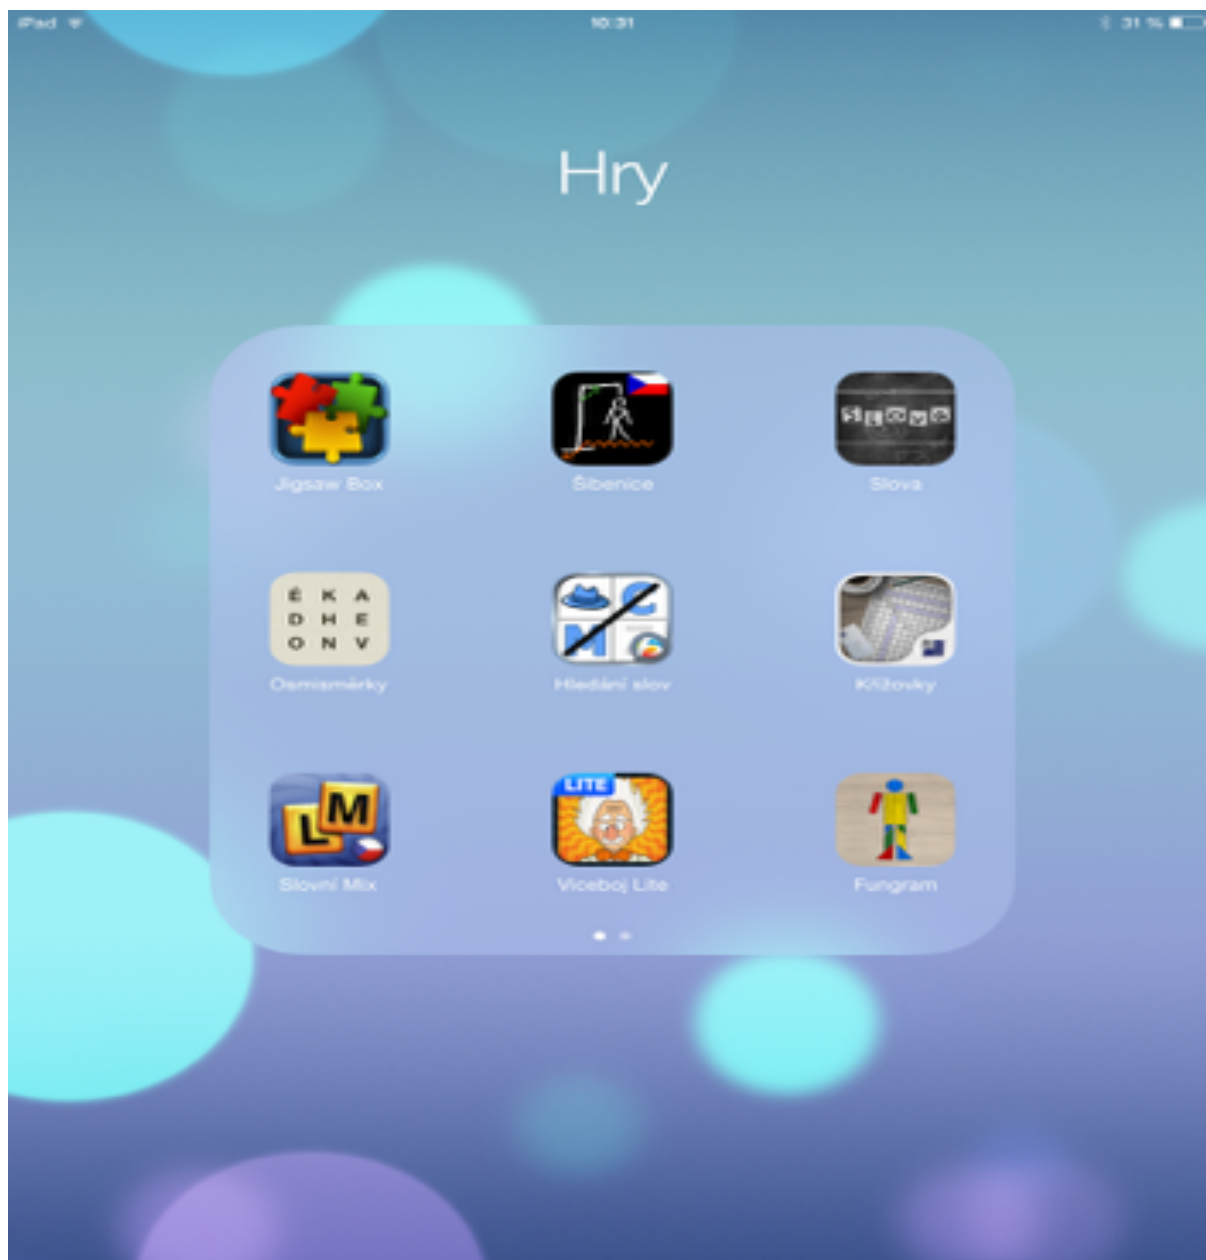 iPad 10:31 31 %
Hry
SLOVA
Jigsaw Box Šibenice Slova
É K A
D H E
O N V
C
M
Osmisměrky Hledání slov Křížovky
LITE
L M
Slovní Mix Víceboj Lite Fungram